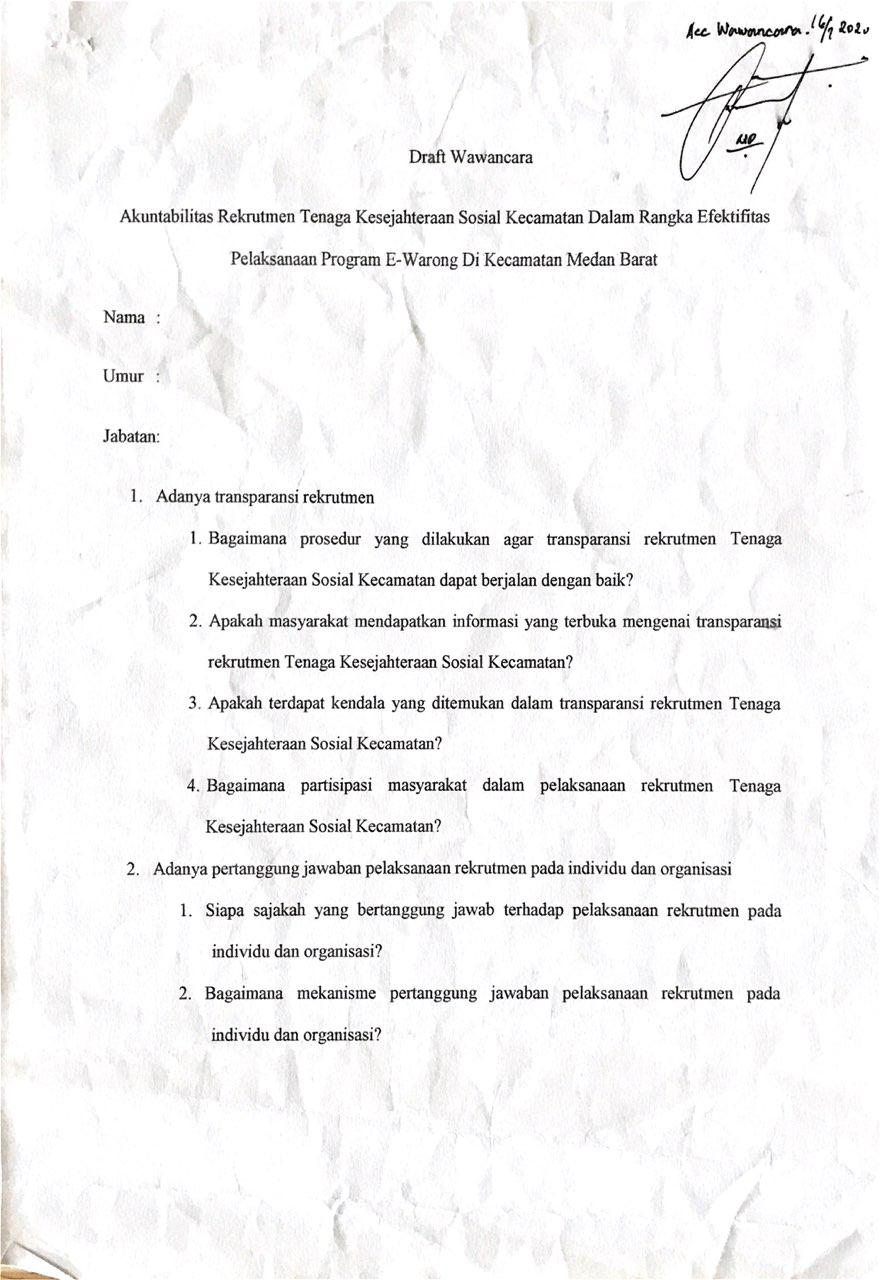 Acc Wawancara. 16/7 2020
Draft Wawancara
Akuntabilitas Rekrutmen Tenaga Kesejahteraan Sosial Kecamatan Dalam Rangka Efektifitas
Pelaksanaan Program E-Warong Di Kecamatan Medan Barat
Nama :
Umur :
Jabatan:
1. Adanya transparansi rekrutmen
1. Bagaimana prosedur yang dilakukan agar transparansi rekrutmen Tenaga
Kesejahteraan Sosial Kecamatan dapat berjalan dengan baik?
2. Apakah masyarakat mendapatkan informasi yang terbuka mengenai transparansi
rekrutmen Tenaga Kesejahteraan Sosial Kecamatan?
3. Apakah terdapat kendala yang ditemukan dalam transparansi rekrutmen Tenaga
Kesejahteraan Sosial Kecamatan?
4. Bagaimana partisipasi masyarakat dalam pelaksanaan rekrutmen Tenaga
Kesejahteraan Sosial Kecamatan?
2. Adanya pertanggung jawaban pelaksanaan rekrutmen pada individu dan organisasi
1. Siapa sajakah yang bertanggung jawab terhadap pelaksanaan rekrutmen pada
individu dan organisasi?
2. Bagaimana mekanisme pertanggung jawaban pelaksanaan rekrutmen pada
individu dan organisasi?